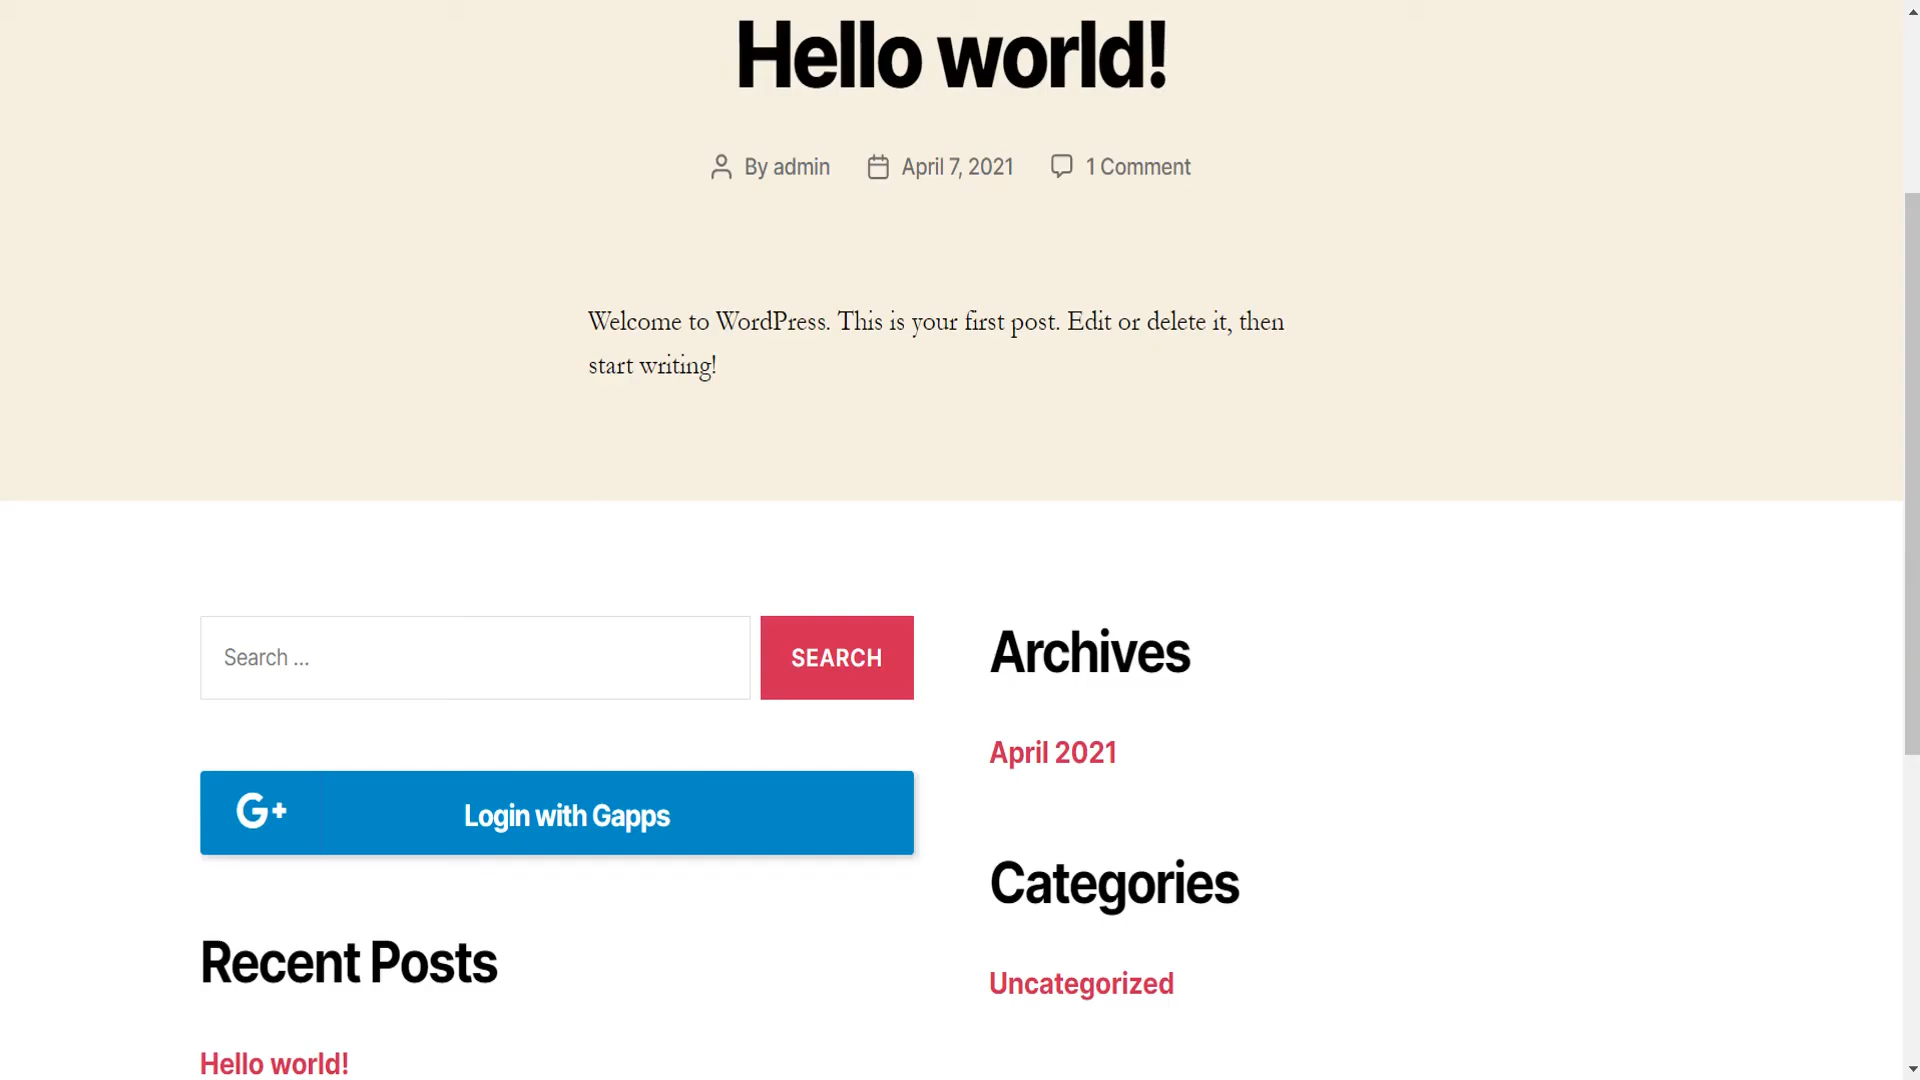 Hello world!
By admin
April 7, 2021
1 Comment
Welcome to WordPress. This is your first post. Edit or delete it, then
start writing!
Search ...
SEARCH
G+
Login with Gapps
Recent Posts
Hello world!
Archives
April 2021
Categories
Uncategorized